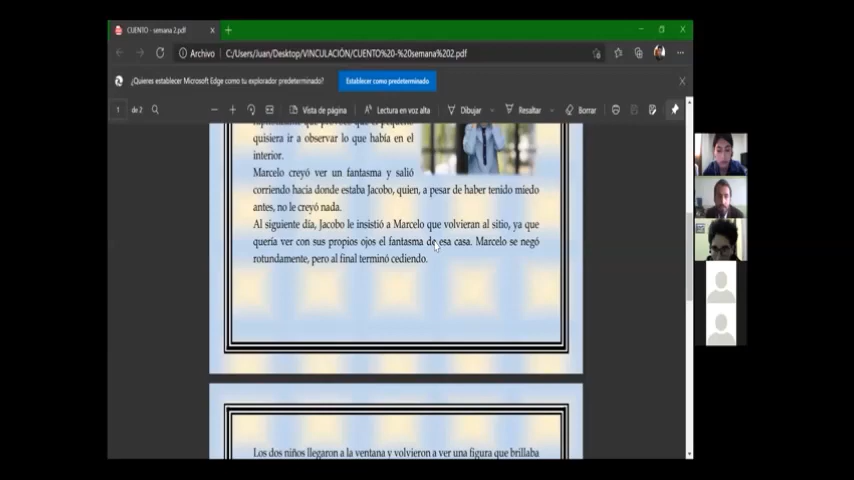 CUENTO - semana 2.pdf
Archivo C:/Users/Juan/Desktop/VINCULACIÓN/CUENTO%20-%20semana%202.pdf
¿Quieres establecer Microsoft Edge como tu explorador predeterminado? Establecer como predeterminado
1 de 2 Vista de página Lectura en voz alta Dibujar Resaltar Borrar
quisiera ir a observar lo que había en el
interior.
Marcelo creyó ver un fantasma y salió
corriendo hacia donde estaba Jacobo, quien, a pesar de haber tenido miedo
antes, no le creyó nada.
Al siguiente día, Jacobo le insistió a Marcelo que volvieran al sitio, ya que
quería ver con sus propios ojos el fantasma de esa casa. Marcelo se negó
rotundamente, pero al final terminó cediendo.
Los dos niños llegaron a la ventana y volvieron a ver una figura que brillaba